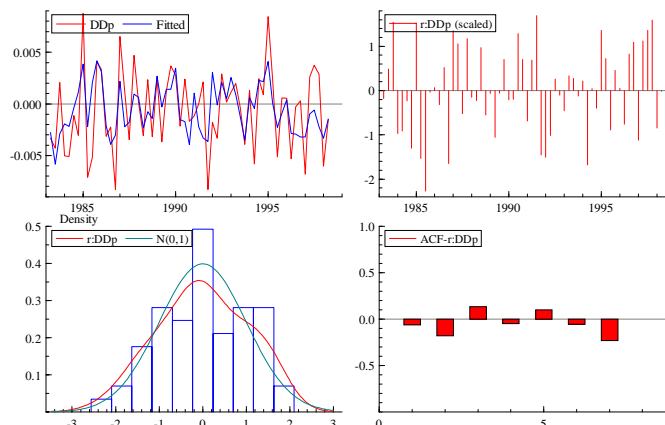 DDp Fitted
0.005
0.000
-0.005
1985 1990 1995
r:DDp (scaled)
1
0
-1
-2
1985 1990 1995
Density
r:DDp N(0,1)
0.5
0.4
0.3
0.2
0.1
-3 -2 -1 0 1 2 3
ACF-r:DDp
1.0
0.5
0.0
-0.5
0 5